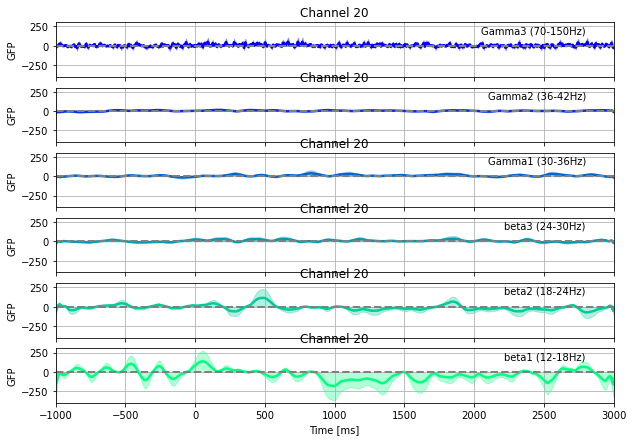 Channel 20
Gamma3 (70-150Hz)
250
0
−250
GFP
Channel 20
Gamma2 (36-42Hz)
250
0
−250
GFP
Channel 20
Gamma1 (30-36Hz)
250
0
−250
GFP
Channel 20
beta3 (24-30Hz)
250
0
−250
GFP
Channel 20
beta2 (18-24Hz)
250
0
−250
GFP
Channel 20
beta1 (12-18Hz)
250
0
−250
GFP
−1000 −500 0 500 1000 1500 2000 2500 3000
Time [ms]